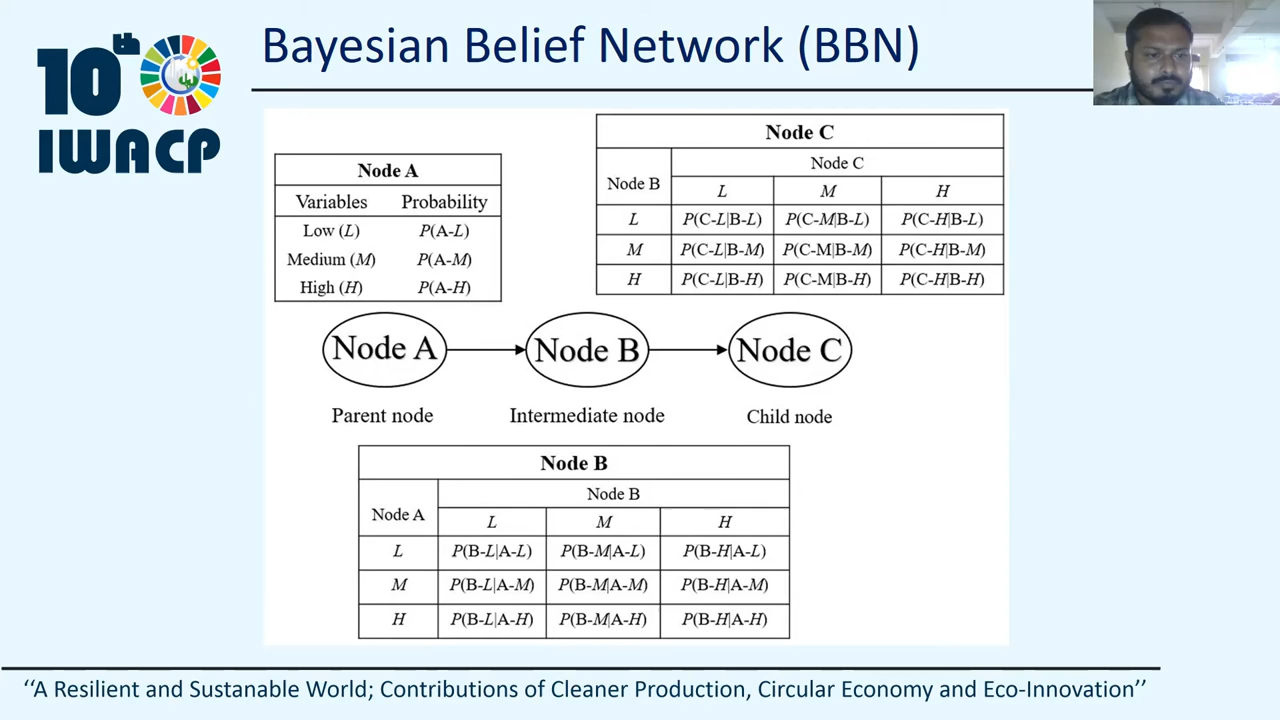 Bayesian Belief Network (BBN)
10th
IWACP
Node A
Variables Probability
Low (L) P(A-L)
Medium (M) P(A-M)
High (H) P(A-H)
Node C
Node B Node C
L M H
L P(C-L|B-L) P(C-M|B-L) P(C-H|B-L)
M P(C-L|B-M) P(C-M|B-M) P(C-H|B-M)
H P(C-L|B-H) P(C-M|B-H) P(C-H|B-H)
Node A Node B Node C
Parent node Intermediate node Child node
Node B
Node A Node B
L M H
L P(B-L|A-L) P(B-M|A-L) P(B-H|A-L)
M P(B-L|A-M) P(B-M|A-M) P(B-H|A-M)
H P(B-L|A-H) P(B-M|A-H) P(B-H|A-H)
‘‘A Resilient and Sustanable World; Contributions of Cleaner Production, Circular Economy and Eco-Innovation’’